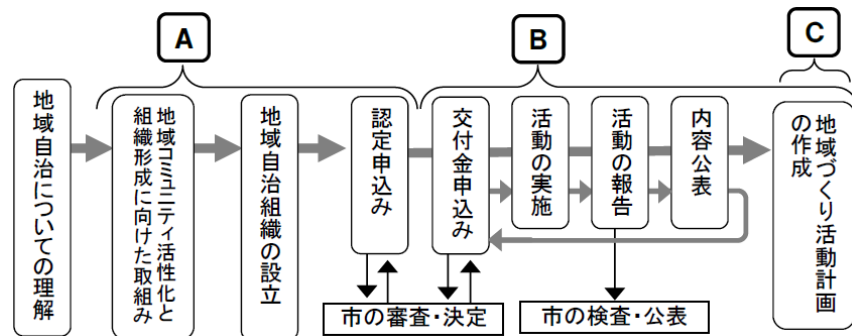 A
B
C
地域自治についての理解
地域コミュニティ活性化と
組織形成に向けた取組み
地域自治組織の設立
認定申込み
交付金申込み
活動の実施
活動の報告
内容公表
地域づくり活動計画
の作成
市の審査・決定
市の検査・公表